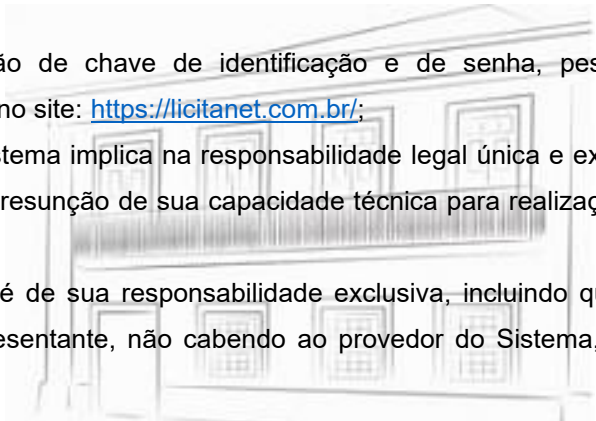 ão de chave de identificação e de senha, pes
no site: https://licitanet.com.br/;
stema implica na responsabilidade legal única e ex
resunção de sua capacidade técnica para realizaç
é de sua responsabilidade exclusiva, incluindo qu
esentante, não cabendo ao provedor do Sistema,